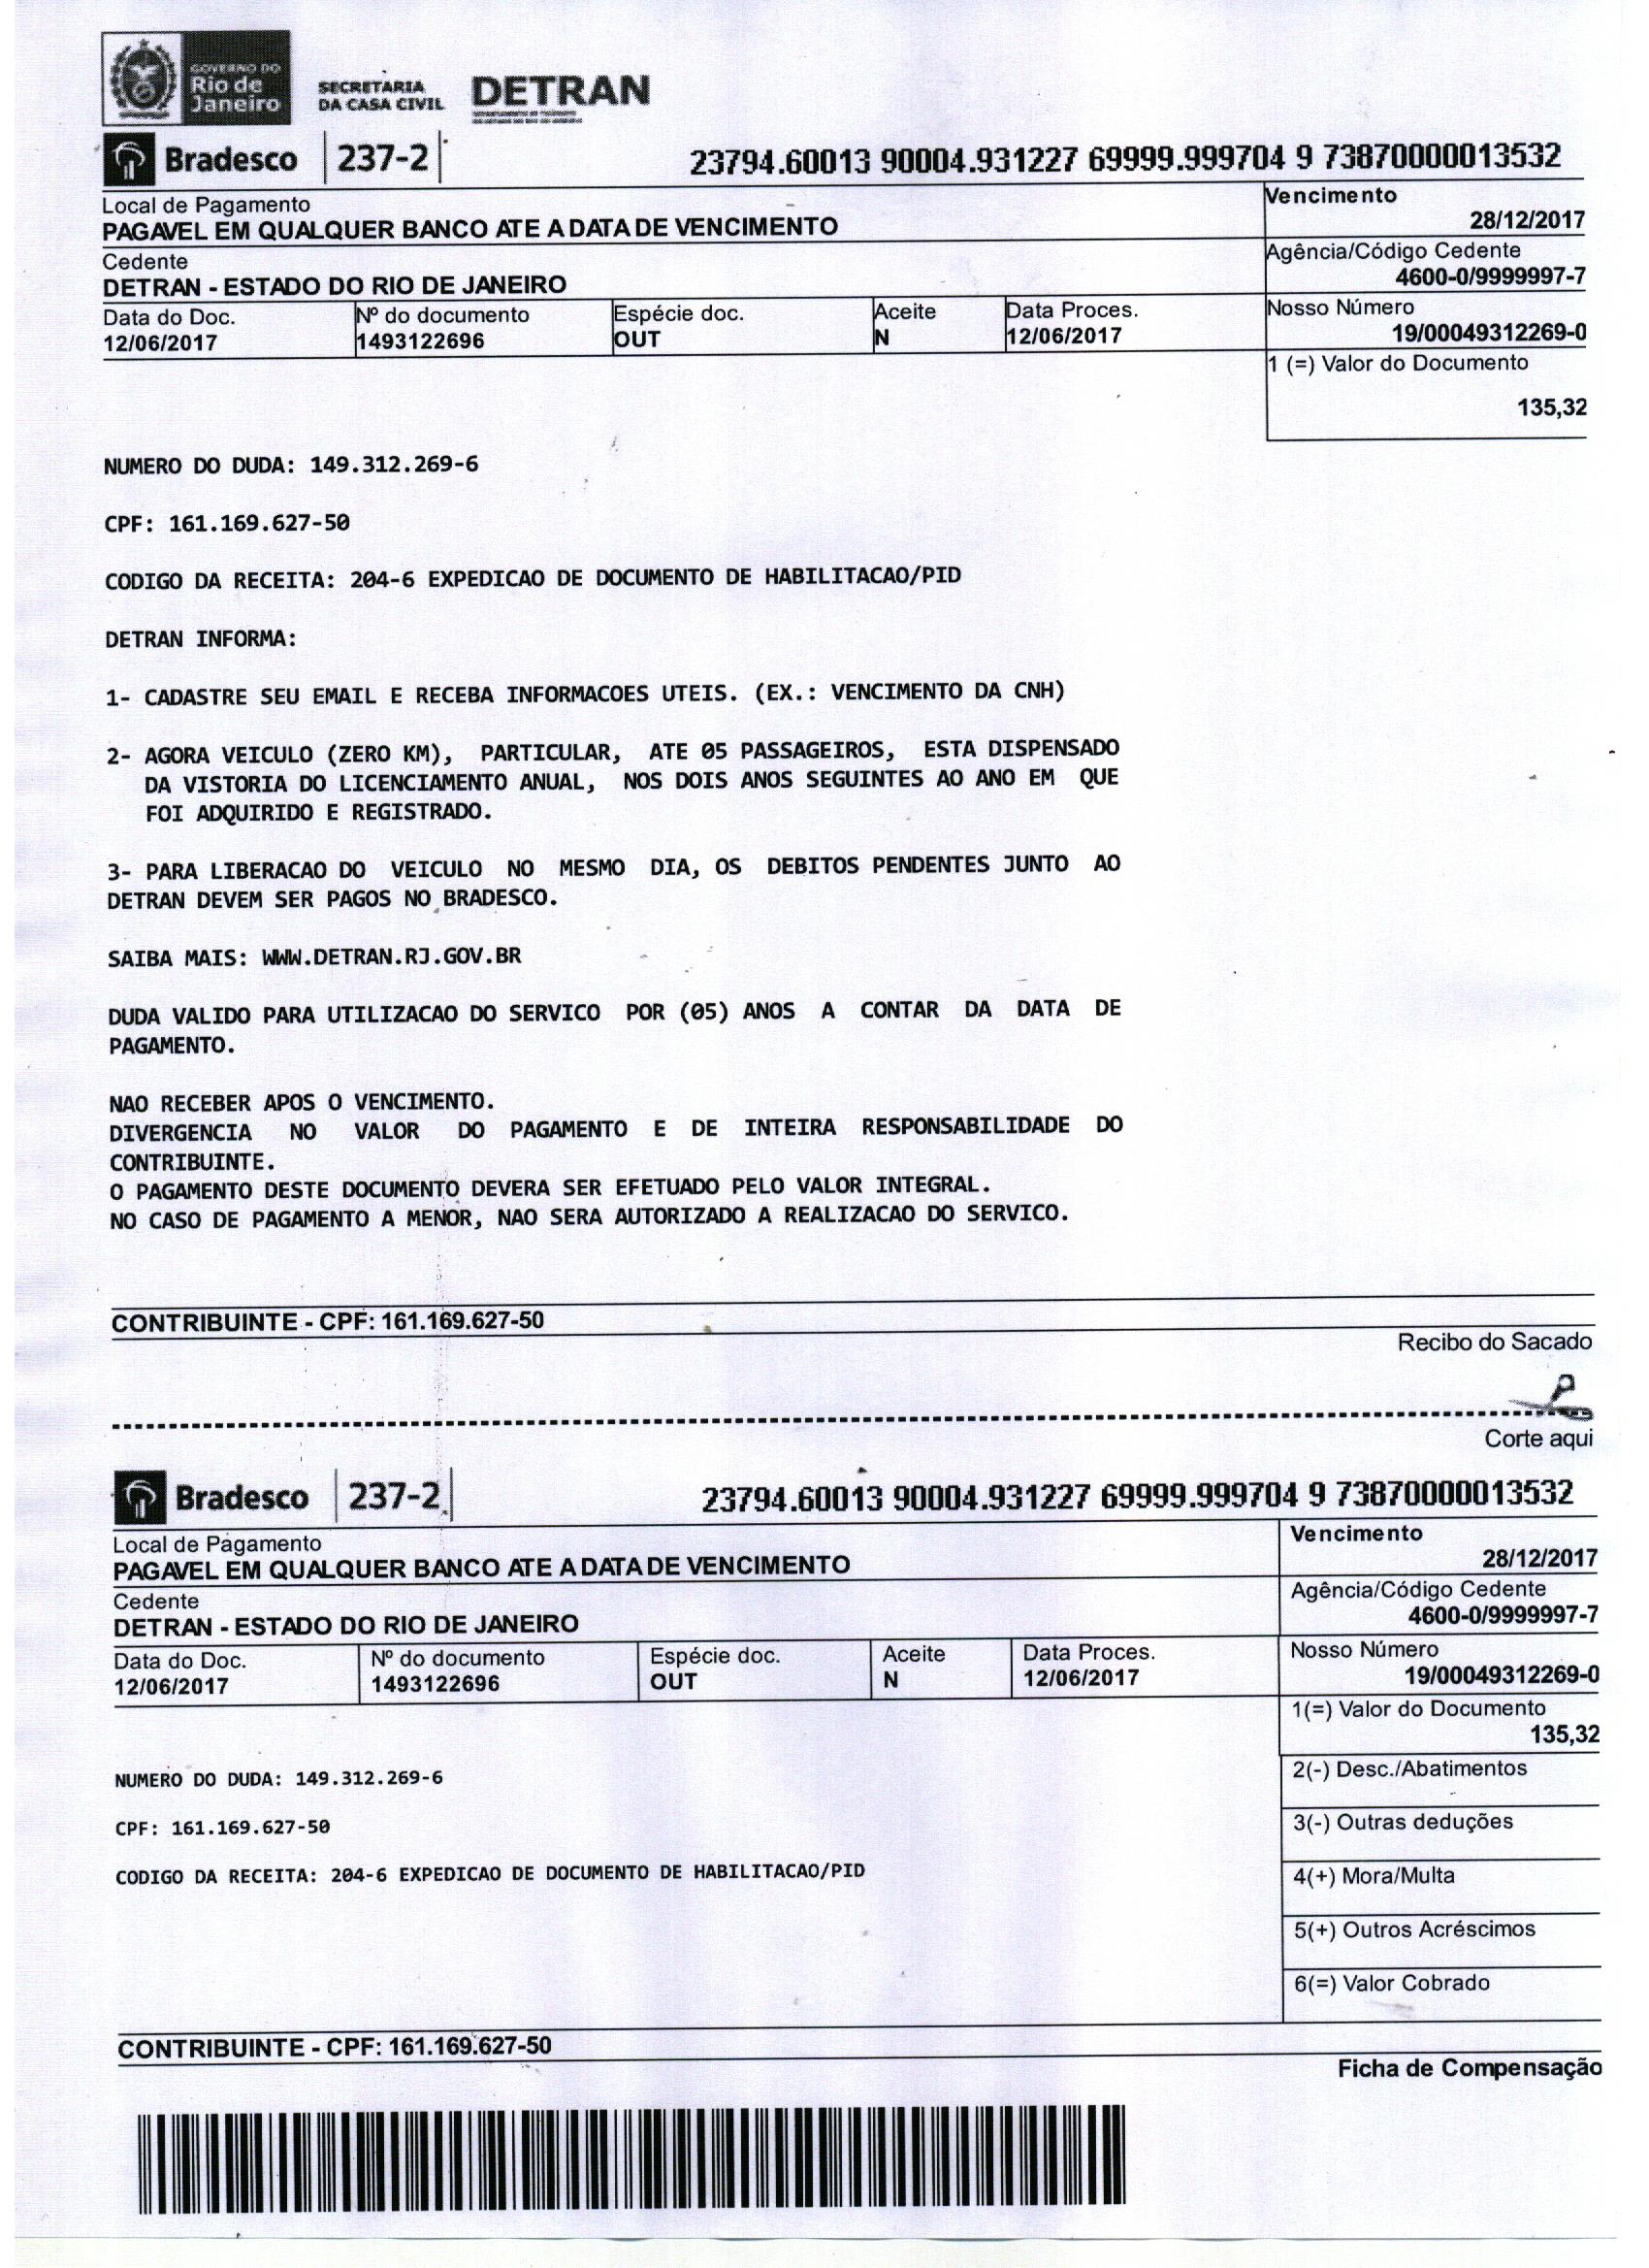 GOVERNO DO
Rio de
Janeiro
SECRETARIA
DA CASA CIVIL
DETRAN
Bradesco 237-2 23794.60013 90004.931227 69999.999704 9 73870000013532
Local de Pagamento Vencimento
PAGAVEL EM QUALQUER BANCO ATE A DATA DE VENCIMENTO 28/12/2017
Cedente Agência/Código Cedente
DETRAN - ESTADO DO RIO DE JANEIRO 4600-0/9999997-7
Data do Doc. Nº do documento Espécie doc. Aceite Data Proces. Nosso Número
12/06/2017 1493122696 OUT N 12/06/2017 19/00049312269-0
1 (=) Valor do Documento
135,32
NUMERO DO DUDA: 149.312.269-6
CPF: 161.169.627-50
CODIGO DA RECEITA: 204-6 EXPEDICAO DE DOCUMENTO DE HABILITACAO/PID
DETRAN INFORMA:
1- CADASTRE SEU EMAIL E RECEBA INFORMACOES UTEIS. (EX.: VENCIMENTO DA CNH)
2- AGORA VEICULO (ZERO KM), PARTICULAR, ATE 05 PASSAGEIROS, ESTA DISPENSADO
DA VISTORIA DO LICENCIAMENTO ANUAL, NOS DOIS ANOS SEGUINTES AO ANO EM QUE
FOI ADQUIRIDO E REGISTRADO.
3- PARA LIBERACAO DO VEICULO NO MESMO DIA, OS DEBITOS PENDENTES JUNTO AO
DETRAN DEVEM SER PAGOS NO BRADESCO.
SAIBA MAIS: WWW.DETRAN.RJ.GOV.BR
DUDA VALIDO PARA UTILIZACAO DO SERVICO POR (05) ANOS A CONTAR DA DATA DE
PAGAMENTO.
NAO RECEBER APOS O VENCIMENTO.
DIVERGENCIA NO VALOR DO PAGAMENTO E DE INTEIRA RESPONSABILIDADE DO
CONTRIBUINTE.
O PAGAMENTO DESTE DOCUMENTO DEVERA SER EFETUADO PELO VALOR INTEGRAL.
NO CASO DE PAGAMENTO A MENOR, NAO SERA AUTORIZADO A REALIZACAO DO SERVICO.
CONTRIBUINTE - CPF: 161.169.627-50
Recibo do Sacado
Corte aqui
Bradesco 237-2 23794.60013 90004.931227 69999.999704 9 73870000013532
Local de Pagamento Vencimento
PAGAVEL EM QUALQUER BANCO ATE A DATA DE VENCIMENTO 28/12/2017
Cedente Agência/Código Cedente
DETRAN - ESTADO DO RIO DE JANEIRO 4600-0/9999997-7
Data do Doc. Nº do documento Espécie doc. Aceite Data Proces. Nosso Número
12/06/2017 1493122696 OUT N 12/06/2017 19/00049312269-0
1(=) Valor do Documento
135,32
NUMERO DO DUDA: 149.312.269-6
2(-) Desc./Abatimentos
CPF: 161.169.627-50
3(-) Outras deduções
CODIGO DA RECEITA: 204-6 EXPEDICAO DE DOCUMENTO DE HABILITACAO/PID
4(+) Mora/Multa
5(+) Outros Acréscimos
6(=) Valor Cobrado
CONTRIBUINTE - CPF: 161.169.627-50
Ficha de Compensação